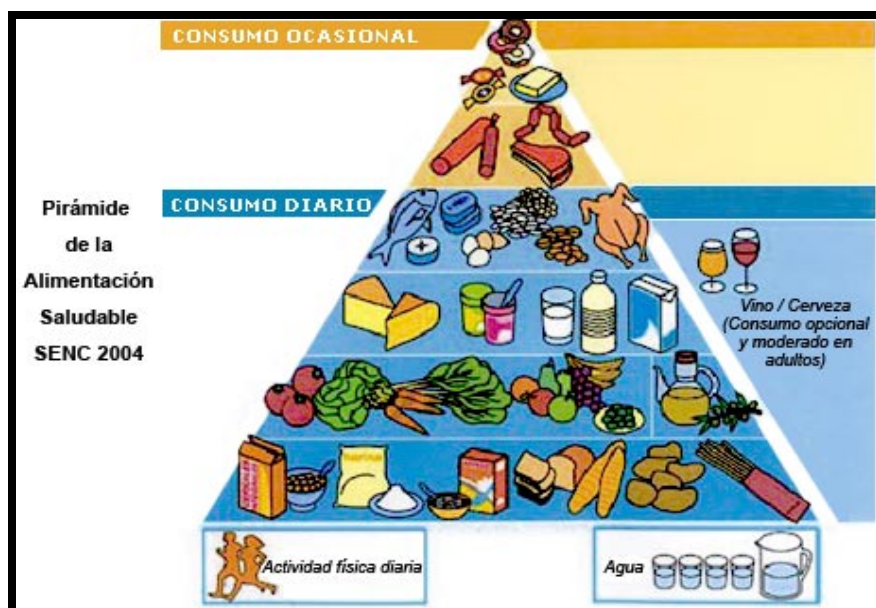 CONSUMO OCASIONAL
CONSUMO DIARIO
Pirámide
de la
Alimentación
Saludable
SENC 2004
Vino / Cerveza
(Consumo opcional
y moderado en
adultos)
Actividad física diaria
Agua